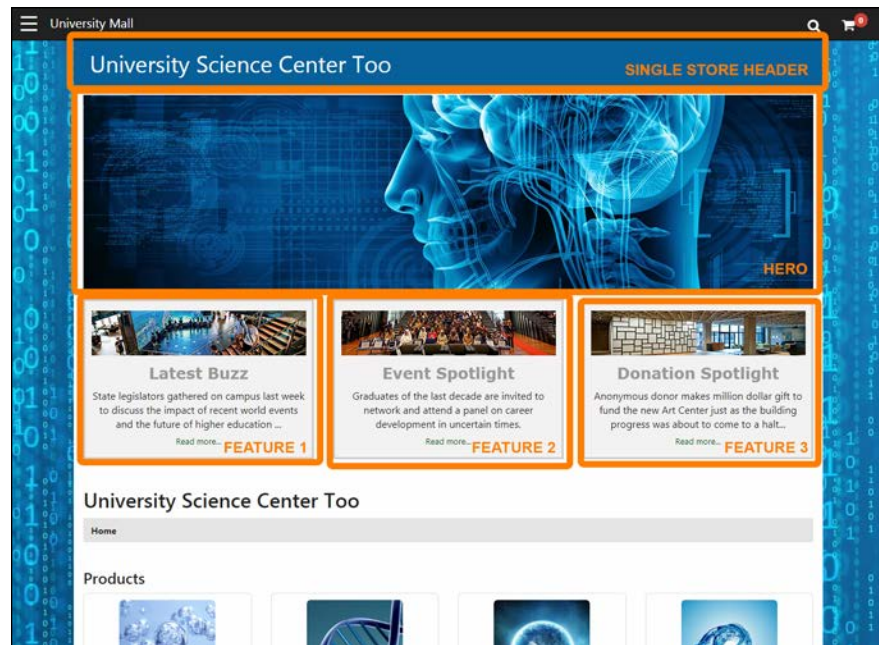 University Mall
0
University Science Center Too
SINGLE STORE HEADER
HERO
Latest Buzz
State legislators gathered on campus last week
to discuss the impact of recent world events
and the future of higher education ...
Read more...
FEATURE 1
Event Spotlight
Graduates of the last decade are invited to
network and attend a panel on career
development in uncertain times.
Read more...
FEATURE 2
Donation Spotlight
Anonymous donor makes million dollar gift to
fund the new Art Center just as the building
progress was about to come to a halt...
Read more...
FEATURE 3
University Science Center Too
Home
Products